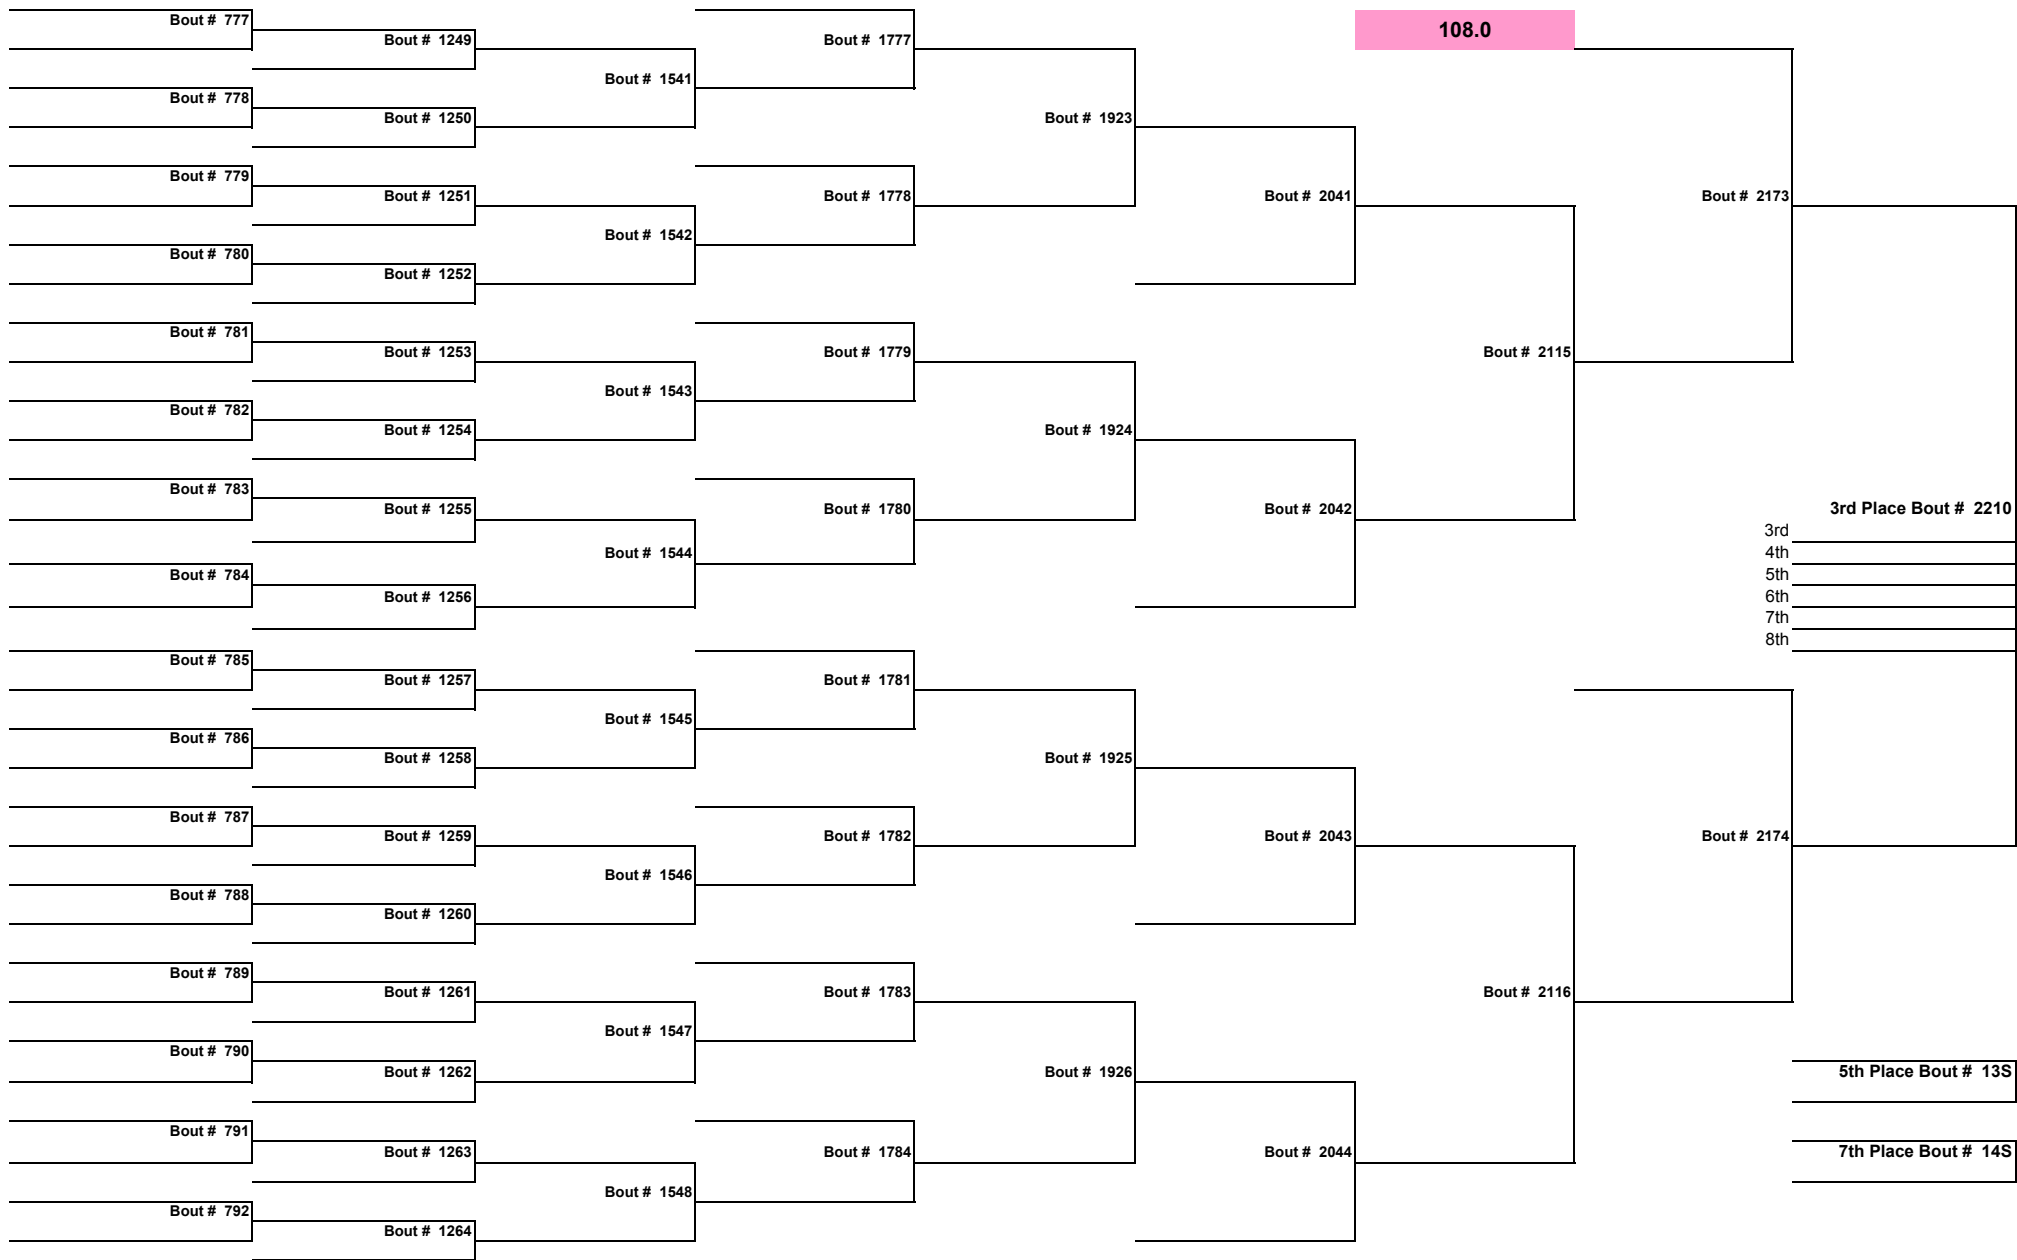 Bout # 777
108.0
Bout # 1249
Bout # 1777
Bout # 1541
Bout # 778
Bout # 1250
Bout # 1923
Bout # 779
Bout # 1251
Bout # 1778
Bout # 2041
Bout # 2173
Bout # 1542
Bout # 780
Bout # 1252
Bout # 781
Bout # 1253
Bout # 1779
Bout # 2115
Bout # 1543
Bout # 782
Bout # 1254
Bout # 1924
Bout # 783
Bout # 1255
Bout # 1780
Bout # 2042
3rd Place Bout # 2210
3rd
Bout # 1544
4th
Bout # 784
5th
Bout # 1256
6th
7th
8th
Bout # 785
Bout # 1257
Bout # 1781
Bout # 1545
Bout # 786
Bout # 1258
Bout # 1925
Bout # 787
Bout # 1259
Bout # 1782
Bout # 2043
Bout # 2174
Bout # 1546
Bout # 788
Bout # 1260
Bout # 789
Bout # 1261
Bout # 1783
Bout # 2116
Bout # 1547
Bout # 790
Bout # 1262
Bout # 1926
5th Place Bout # 13S
Bout # 791
Bout # 1263
Bout # 1784
Bout # 2044
7th Place Bout # 14S
Bout # 1548
Bout # 792
Bout # 1264